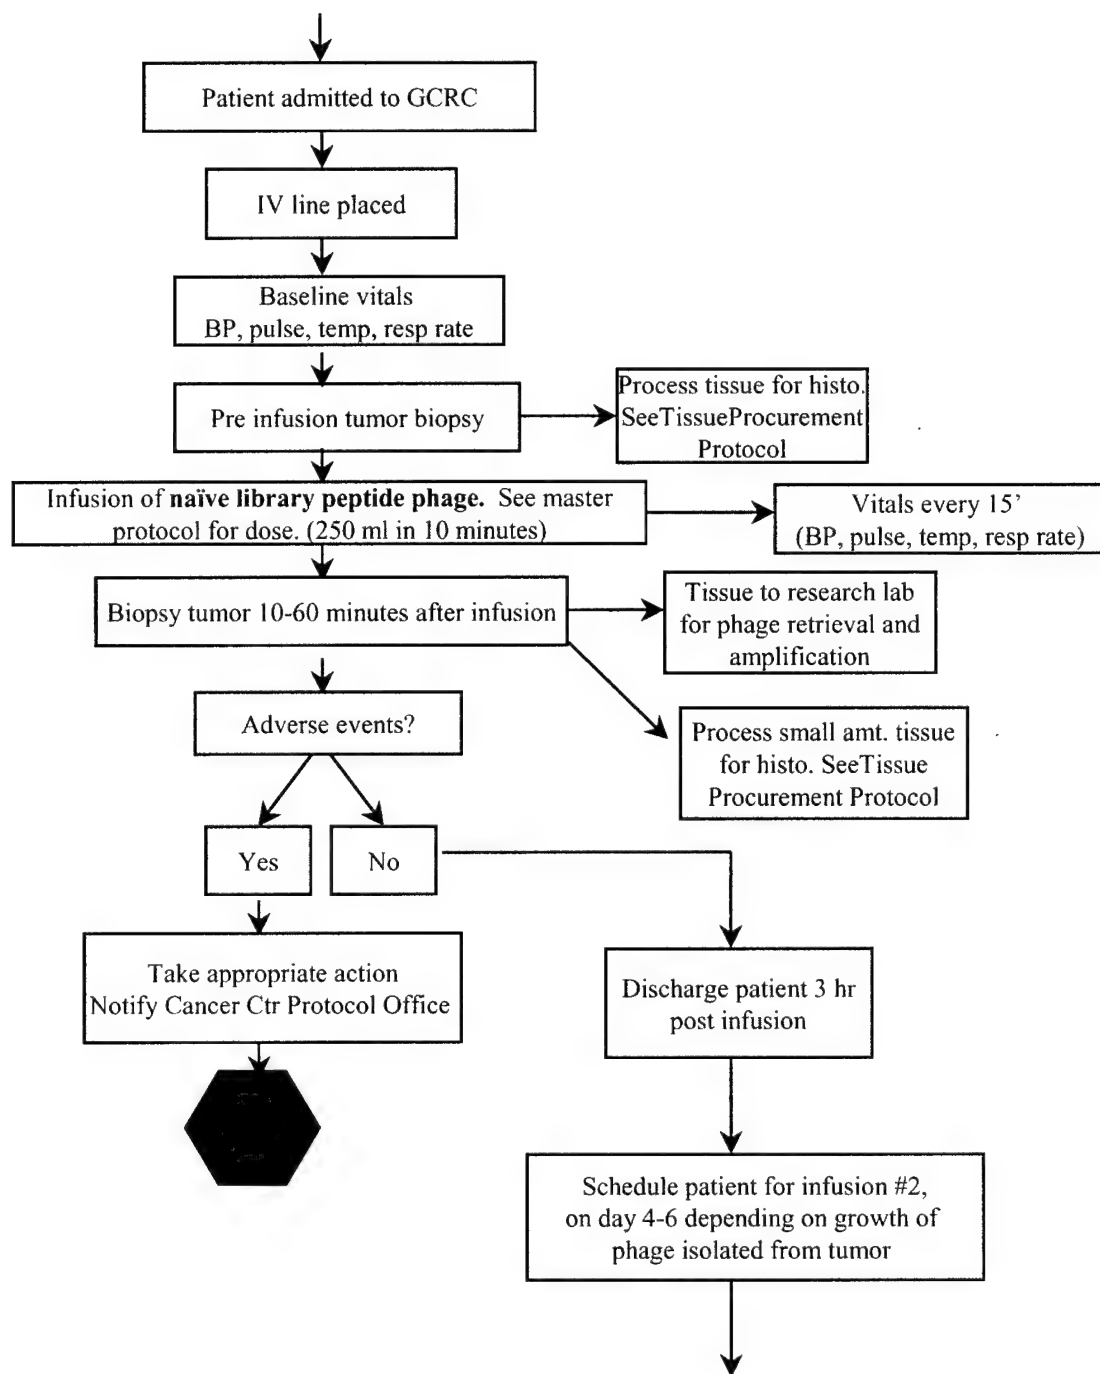 Patient admitted to GCRC
IV line placed
Baseline vitals
BP, pulse, temp, resp rate
Pre infusion tumor biopsy
Process tissue for histo.
SeeTissueProcurement
Protocol
Infusion of naïve library peptide phage. See master
protocol for dose. (250 ml in 10 minutes)
Vitals every 15'
(BP, pulse, temp, resp rate)
Biopsy tumor 10-60 minutes after infusion
Tissue to research lab
for phage retrieval and
amplification
Process small amt. tissue
for histo. SeeTissue
Procurement Protocol
Adverse events?
Yes
No
Take appropriate action
Notify Cancer Ctr Protocol Office
Discharge patient 3 hr
post infusion
Schedule patient for infusion #2,
on day 4-6 depending on growth of
phage isolated from tumor